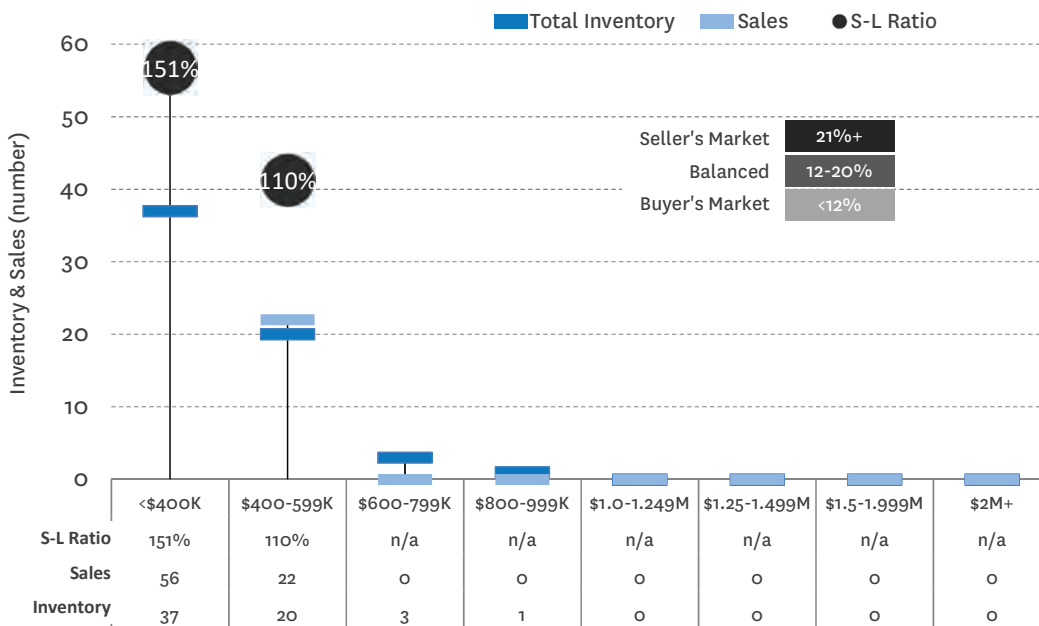 Total Inventory Sales S-L Ratio
60
151%
50
Seller's Market 21%+
110%
Balanced 12-20%
40
Buyer's Market <12%
30
20
10
0
Inventory & Sales (number)
<$400K $400-599K $600-799K $800-999K $1.0-1.249M $1.25-1.499M $1.5-1.999M $2M+
S-L Ratio 151% 110% n/a n/a n/a n/a n/a n/a
Sales 56 22 0 0 0 0 0 0
Inventory 37 20 3 1 0 0 0 0